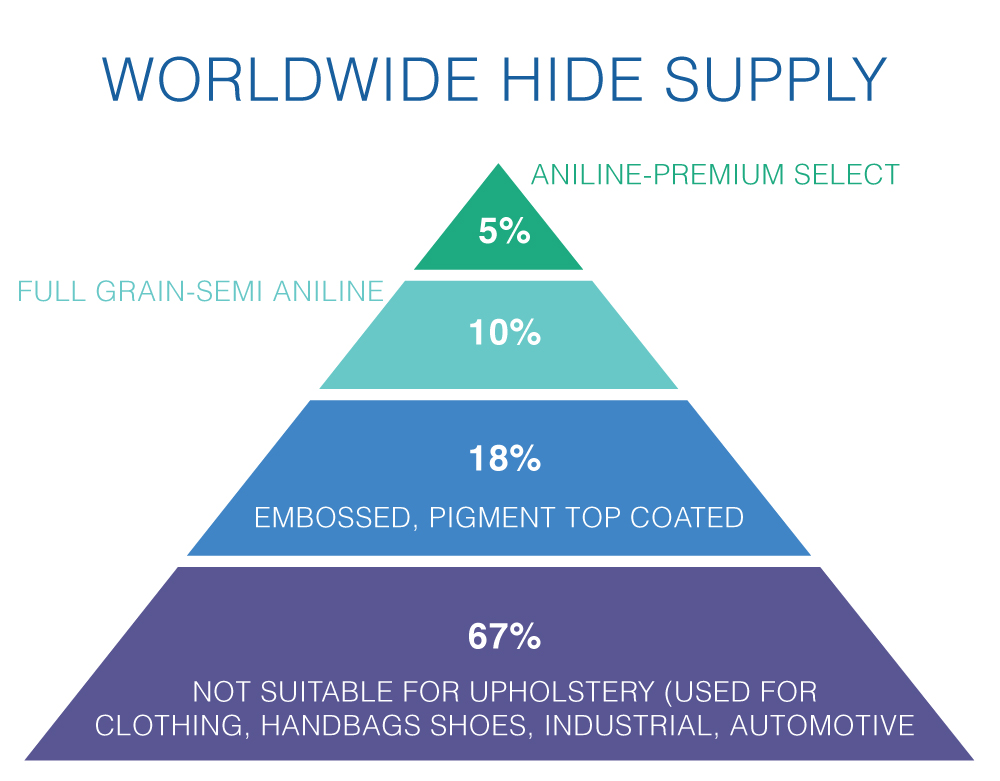 WORLDWIDE HIDE SUPPLY
ANILINE-PREMIUM SELECT
5%
FULL GRAIN-SEMI ANILINE
10%
18%
EMBOSSED, PIGMENT TOP COATED
67%
NOT SUITABLE FOR UPHOLSTERY (USED FOR
CLOTHING, HANDBAGS SHOES, INDUSTRIAL, AUTOMOTIVE